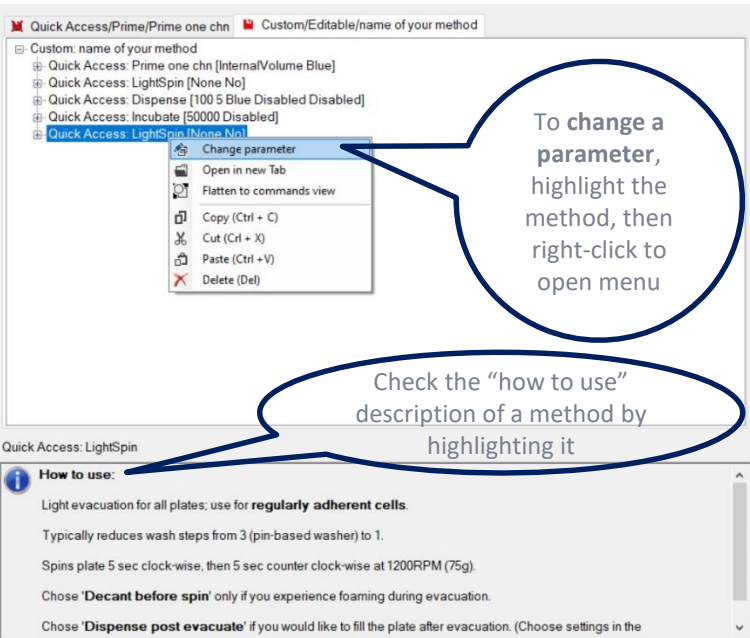 Quick Access/Prime/Prime one chn
Custom/Editable/name of your method
Custom: name of your method
Quick Access: Prime one chn [InternalVolume Blue]
Quick Access: LightSpin [None No]
Quick Access: Dispense [100 5 Blue Disabled Disabled]
Quick Access: Incubate [50000 Disabled]
Quick Access: LightSpin [None No]
Change parameter
Open in new Tab
Flatten to commands view
Copy (Ctrl + C)
Cut (Crl + X)
Paste (Ctrl +V)
Delete (Del)
To change a
parameter,
highlight the
method, then
right-click to
open menu
Check the “how to use”
description of a method by
highlighting it
Quick Access: LightSpin
How to use:
Light evacuation for all plates; use for regularly adherent cells.
Typically reduces wash steps from 3 (pin-based washer) to 1.
Spins plate 5 sec clock-wise, then 5 sec counter clock-wise at 1200RPM (75g).
Chose 'Decant before spin' only if you experience foaming during evacuation.
Chose 'Dispense post evacuate' if you would like to fill the plate after evacuation. (Choose settings in the